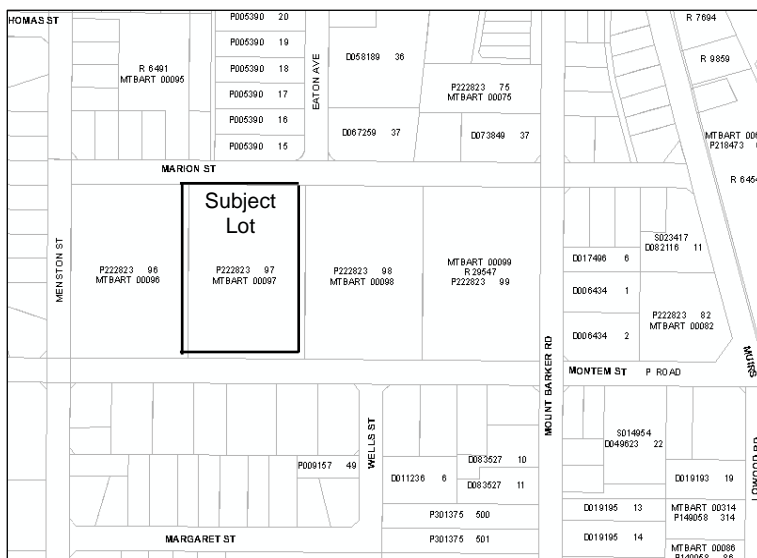 HOMAS ST
P005390 20
R 7694
P005390 19
D058189 36
R 6491
MTBART 00095
P005390 18
R 9859
EATON AVE
P005390 17
P222823 75
MTBART 00075
P005390 16
D067259 37
D073849 37
MTBART 00
P218473
P005390 15
MARION ST
R 6454
Subject
Lot
S023417
D082116 11
D017496 6
MENSTON ST
P222823 96
MTBART 00096
P222823 97
MTBART 00097
P222823 98
MTBART 00098
MTBART 00099
R 29547
P222823 99
D006434 1
P222823 82
MTBART 00082
D006434 2
MOUNT BARKER RD
MONTEM ST P ROAD
MUIRS
WELLS ST
S014954
D049623 22
P009157 49
D011236 6
D083527 10
D083527 11
D019193 19
LOWOOD RD
P301375 500
D019195 13
MTBART 00314
P149058 314
MARGARET ST
P301375 501
D019195 14
MTBART 00086